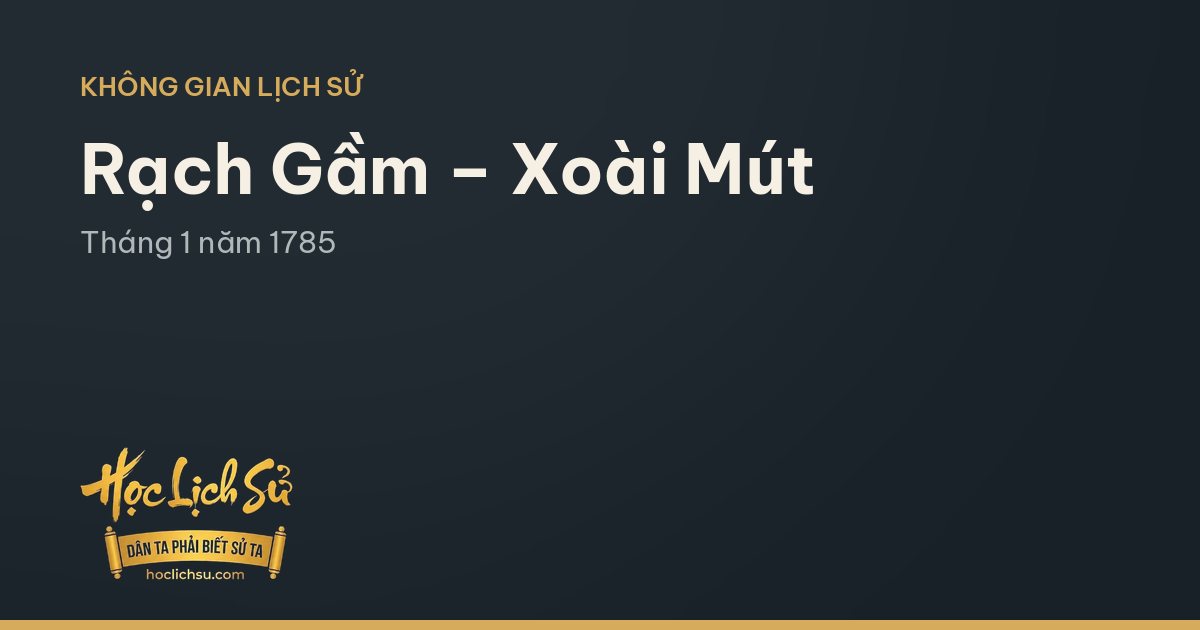 KHÔNG GIAN LỊCH SỬ
Rạch Gầm – Xoài Mút
Tháng 1 năm 1785
Học Lịch Sử
DÂN TA PHẢI BIẾT SỬ TA
hoclichsu.com